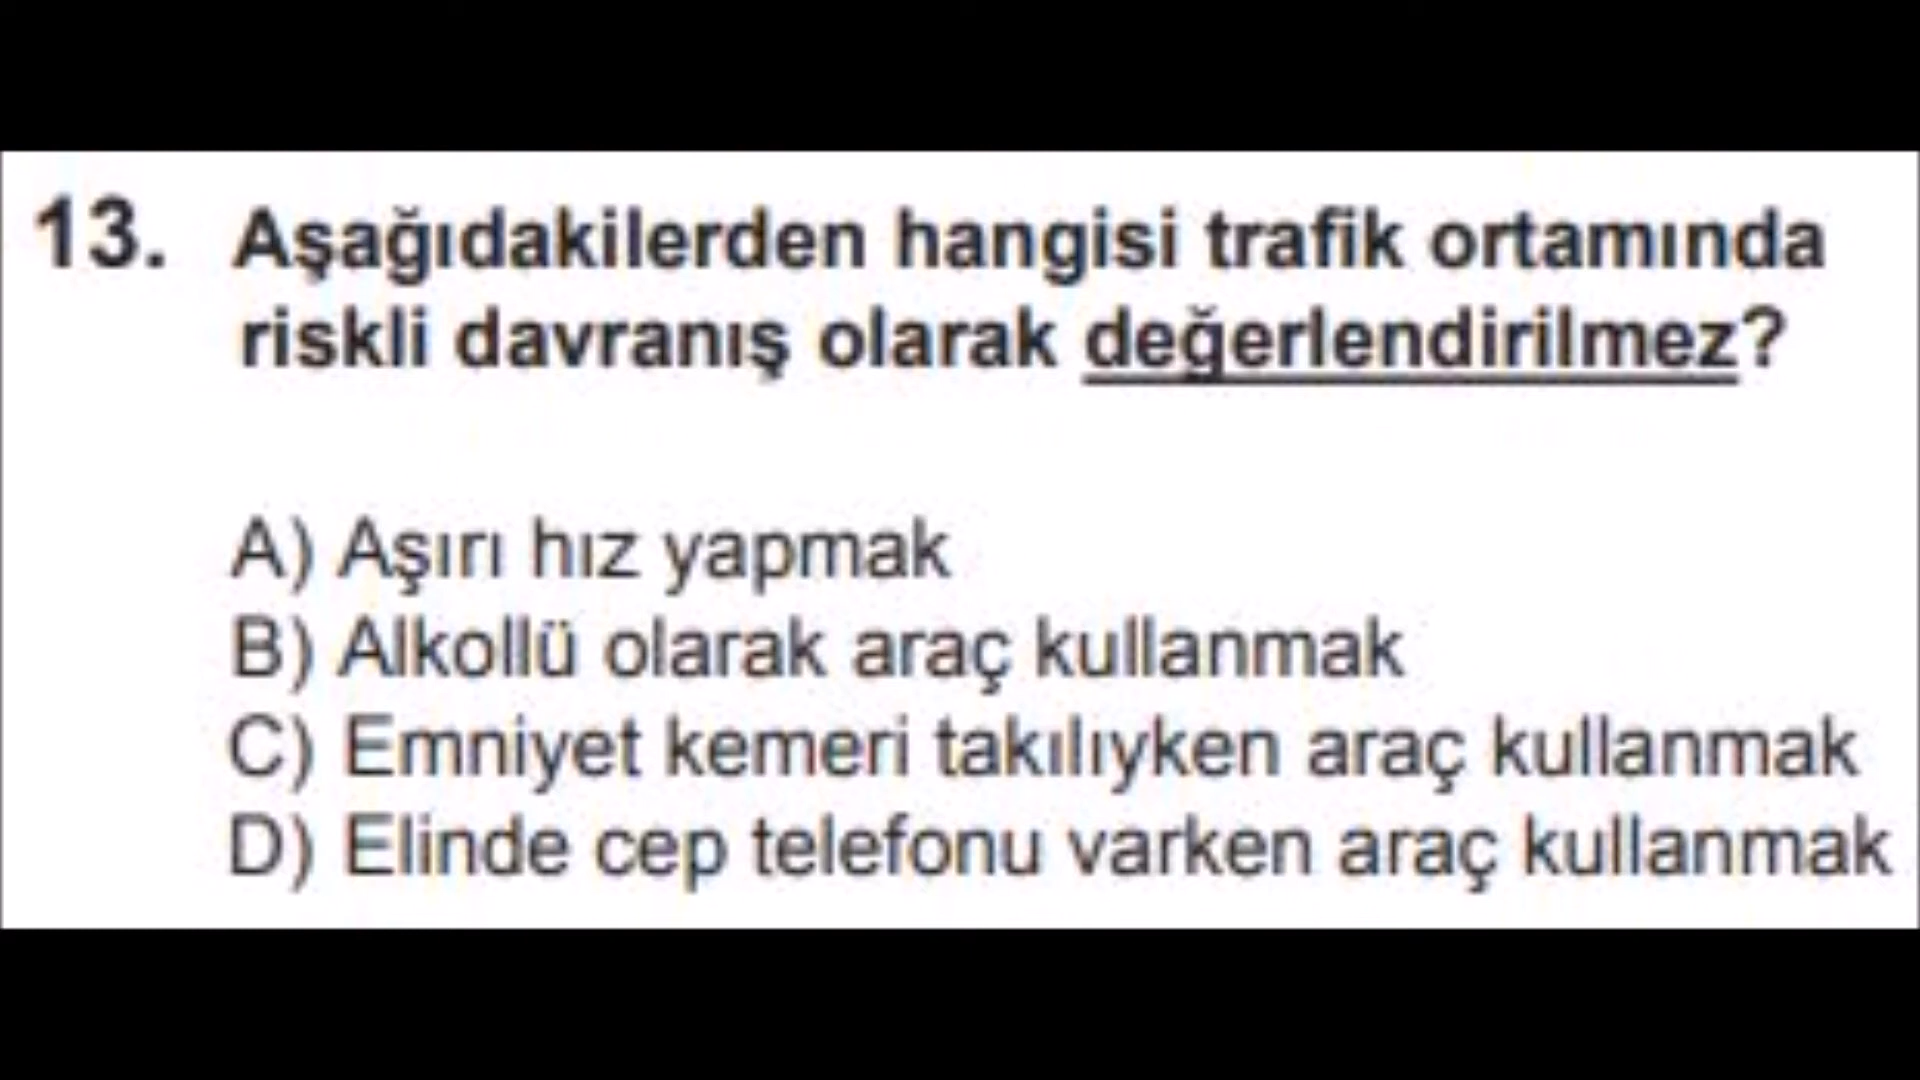 13. Aşağıdakilerden hangisi trafik ortamında
riskli davranış olarak değerlendirilmez?
A) Aşırı hız yapmak
B) Alkollü olarak araç kullanmak
C) Emniyet kemeri takılıyken araç kullanmak
D) Elinde cep telefonu varken araç kullanmak